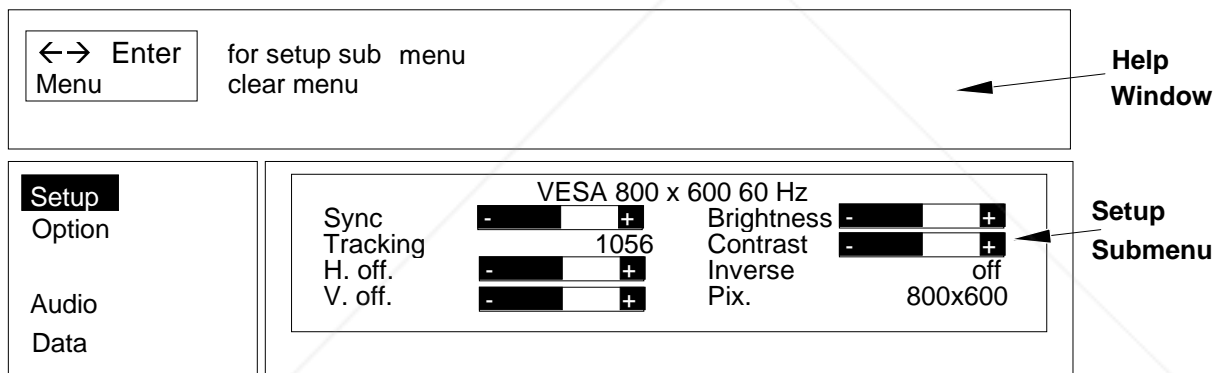 ←→ Enter for setup sub menu
Menu clear menu
Help
Window
Setup
Option
Audio
Data
VESA 800 x 600 60 Hz
Sync - + Brightness - +
Tracking 1056 Contrast - +
H. off. - + Inverse off
V. off. - + Pix. 800x600
Setup
Submenu